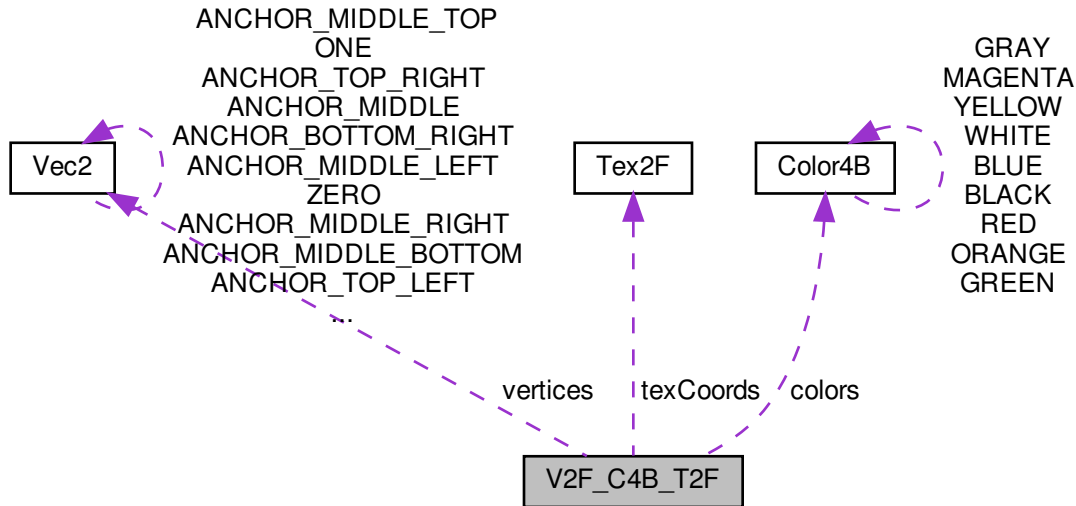 ANCHOR_MIDDLE_TOP
ONE
ANCHOR_TOP_RIGHT
ANCHOR_MIDDLE
ANCHOR_BOTTOM_RIGHT
ANCHOR_MIDDLE_LEFT
ZERO
ANCHOR_MIDDLE_RIGHT
ANCHOR_MIDDLE_BOTTOM
ANCHOR_TOP_LEFT
...
Vec2
Tex2F
Color4B
GRAY
MAGENTA
YELLOW
WHITE
BLUE
BLACK
RED
ORANGE
GREEN
vertices
texCoords
colors
V2F_C4B_T2F